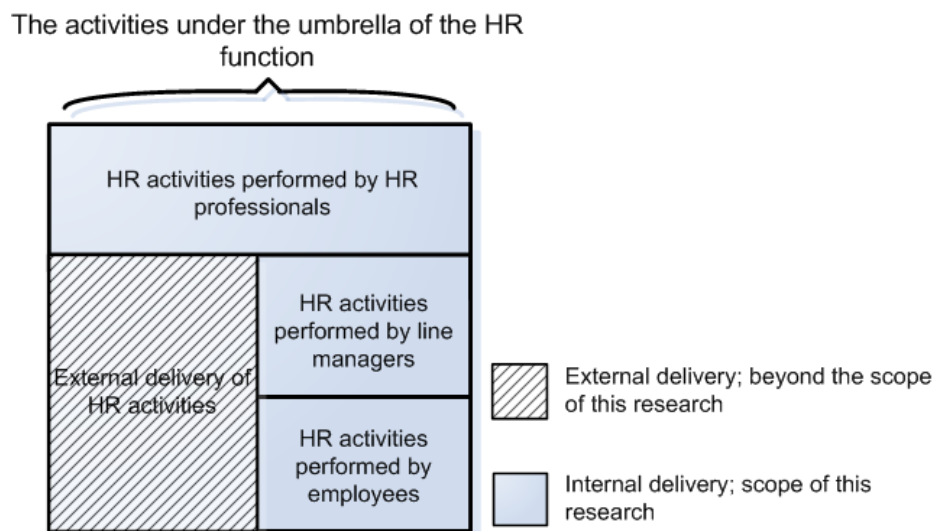 The activities under the umbrella of the HR
function
HR activities performed by HR
professionals
HR activities
performed by line
managers
External delivery of
HR activities
HR activities
performed by
employees
External delivery; beyond the scope
of this research
Internal delivery; scope of this
research